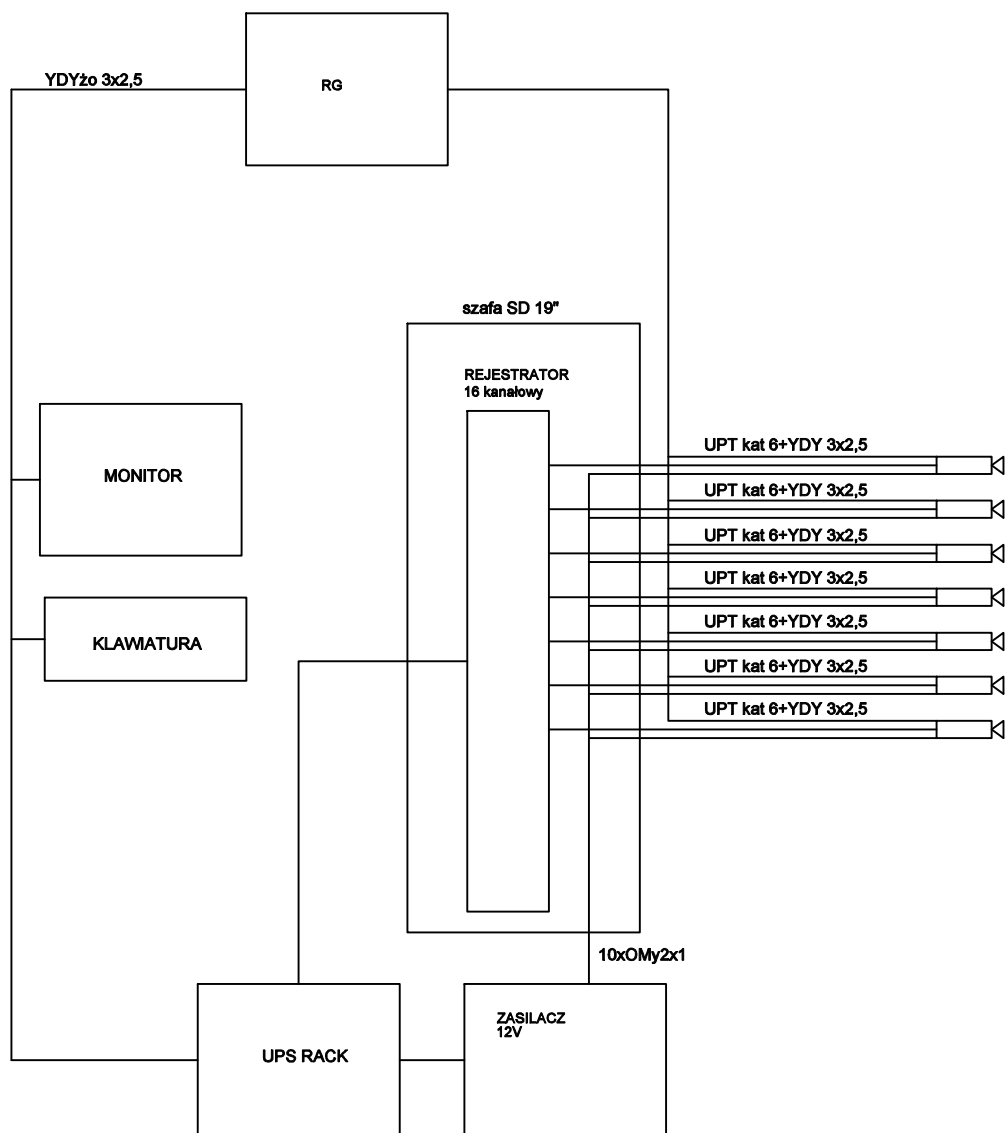 YDYżo 3x2,5
RG
szafa SD 19"
REJESTRATOR
16 kanałowy
MONITOR
KLAWIATURA
UPT kat 6+YDY 3x2,5
UPT kat 6+YDY 3x2,5
UPT kat 6+YDY 3x2,5
UPT kat 6+YDY 3x2,5
UPT kat 6+YDY 3x2,5
UPT kat 6+YDY 3x2,5
UPT kat 6+YDY 3x2,5
10xOMy2x1
UPS RACK
ZASILACZ
12V